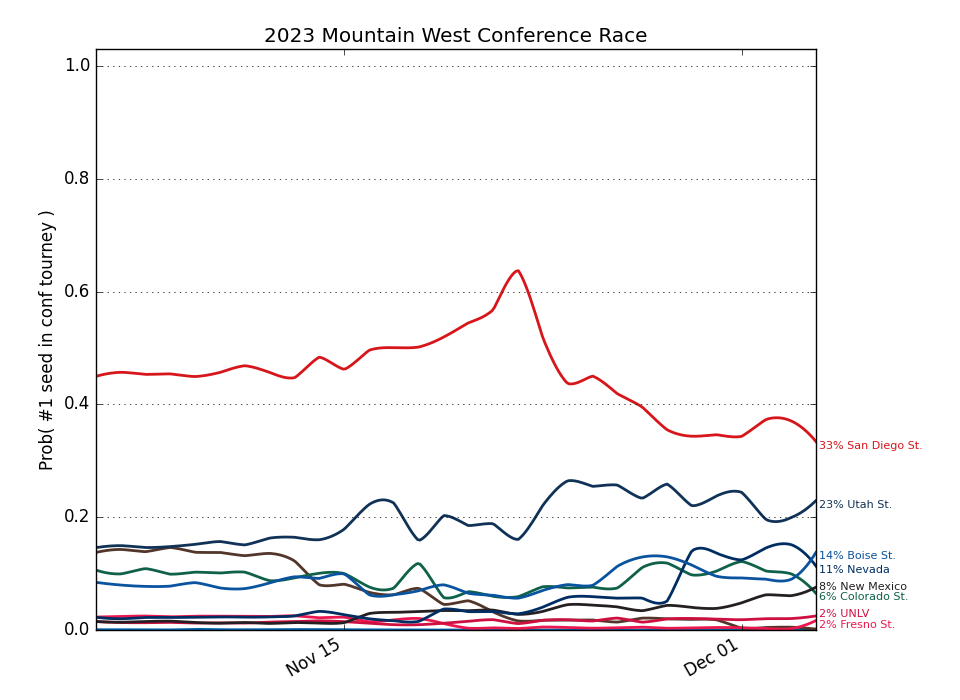 2023 Mountain West Conference Race
Prob( #1 seed in conf tourney )
1.0
0.8
0.6
0.4
0.2
0.0
Nov 15
Dec 01
33% San Diego St.
23% Utah St.
14% Boise St.
11% Nevada
8% New Mexico
6% Colorado St.
2% UNLV
2% Fresno St.